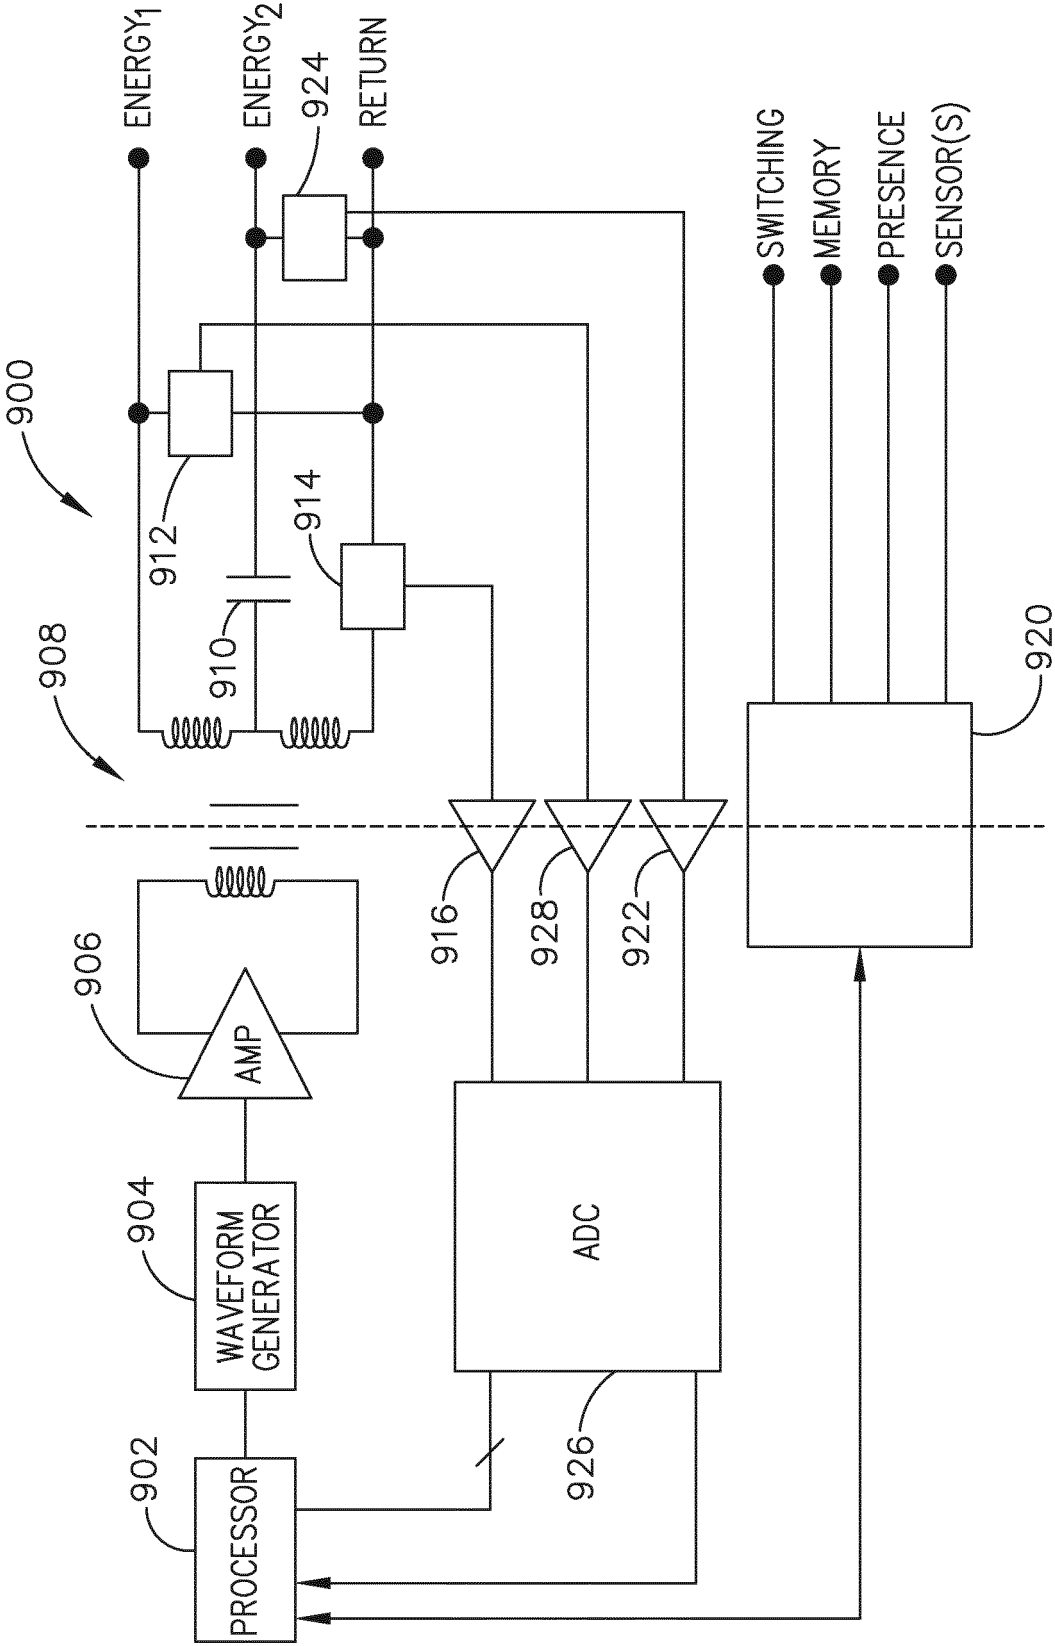 900
908
902
PROCESSOR
904
WAVEFORM
GENERATOR
906
AMP
910
912
914
924
ENERGY1
ENERGY2
RETURN
916
928
922
926
ADC
920
SWITCHING
MEMORY
PRESENCE
SENSOR(S)